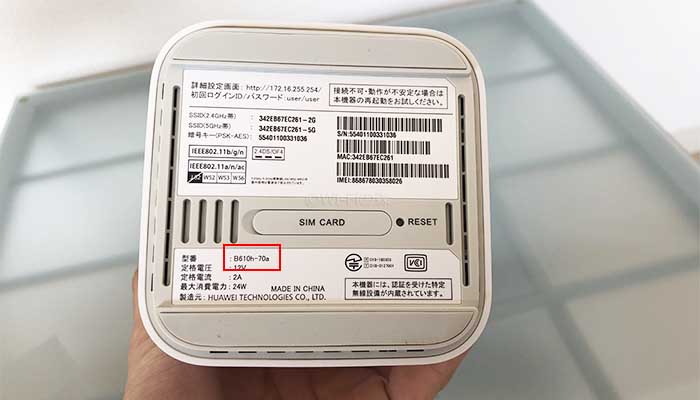 詳細設定画面: http://172.16.255.254/
初回ログインID/パスワード: user/user
接続不可・動作が不安定な場合は
本機器の再起動をお試しください。
SSID(2.4GHz帯) : 342EB67EC261-2G
SSID(5GHz帯) : 342EB67EC261-5G
暗号キー(PSK-AES) : 55401100331036
S/N:55401100331036
IEEE802.11b/g/n
2.4DS/OF4
MAC:342EB67EC261
IEEE802.11a/n/ac
J52 W52 W53 W56
IMEI:868678030358026
SIM CARD
RESET
型番 : B610h-70a
定格電圧 : 12V
定格電流 : 2A
最大消費電力 : 24W
MADE IN CHINA
製造元: HUAWEI TECHNOLOGIES CO., LTD.
VCCI
本機器には、認証を受けた特定
無線設備が内蔵されています。